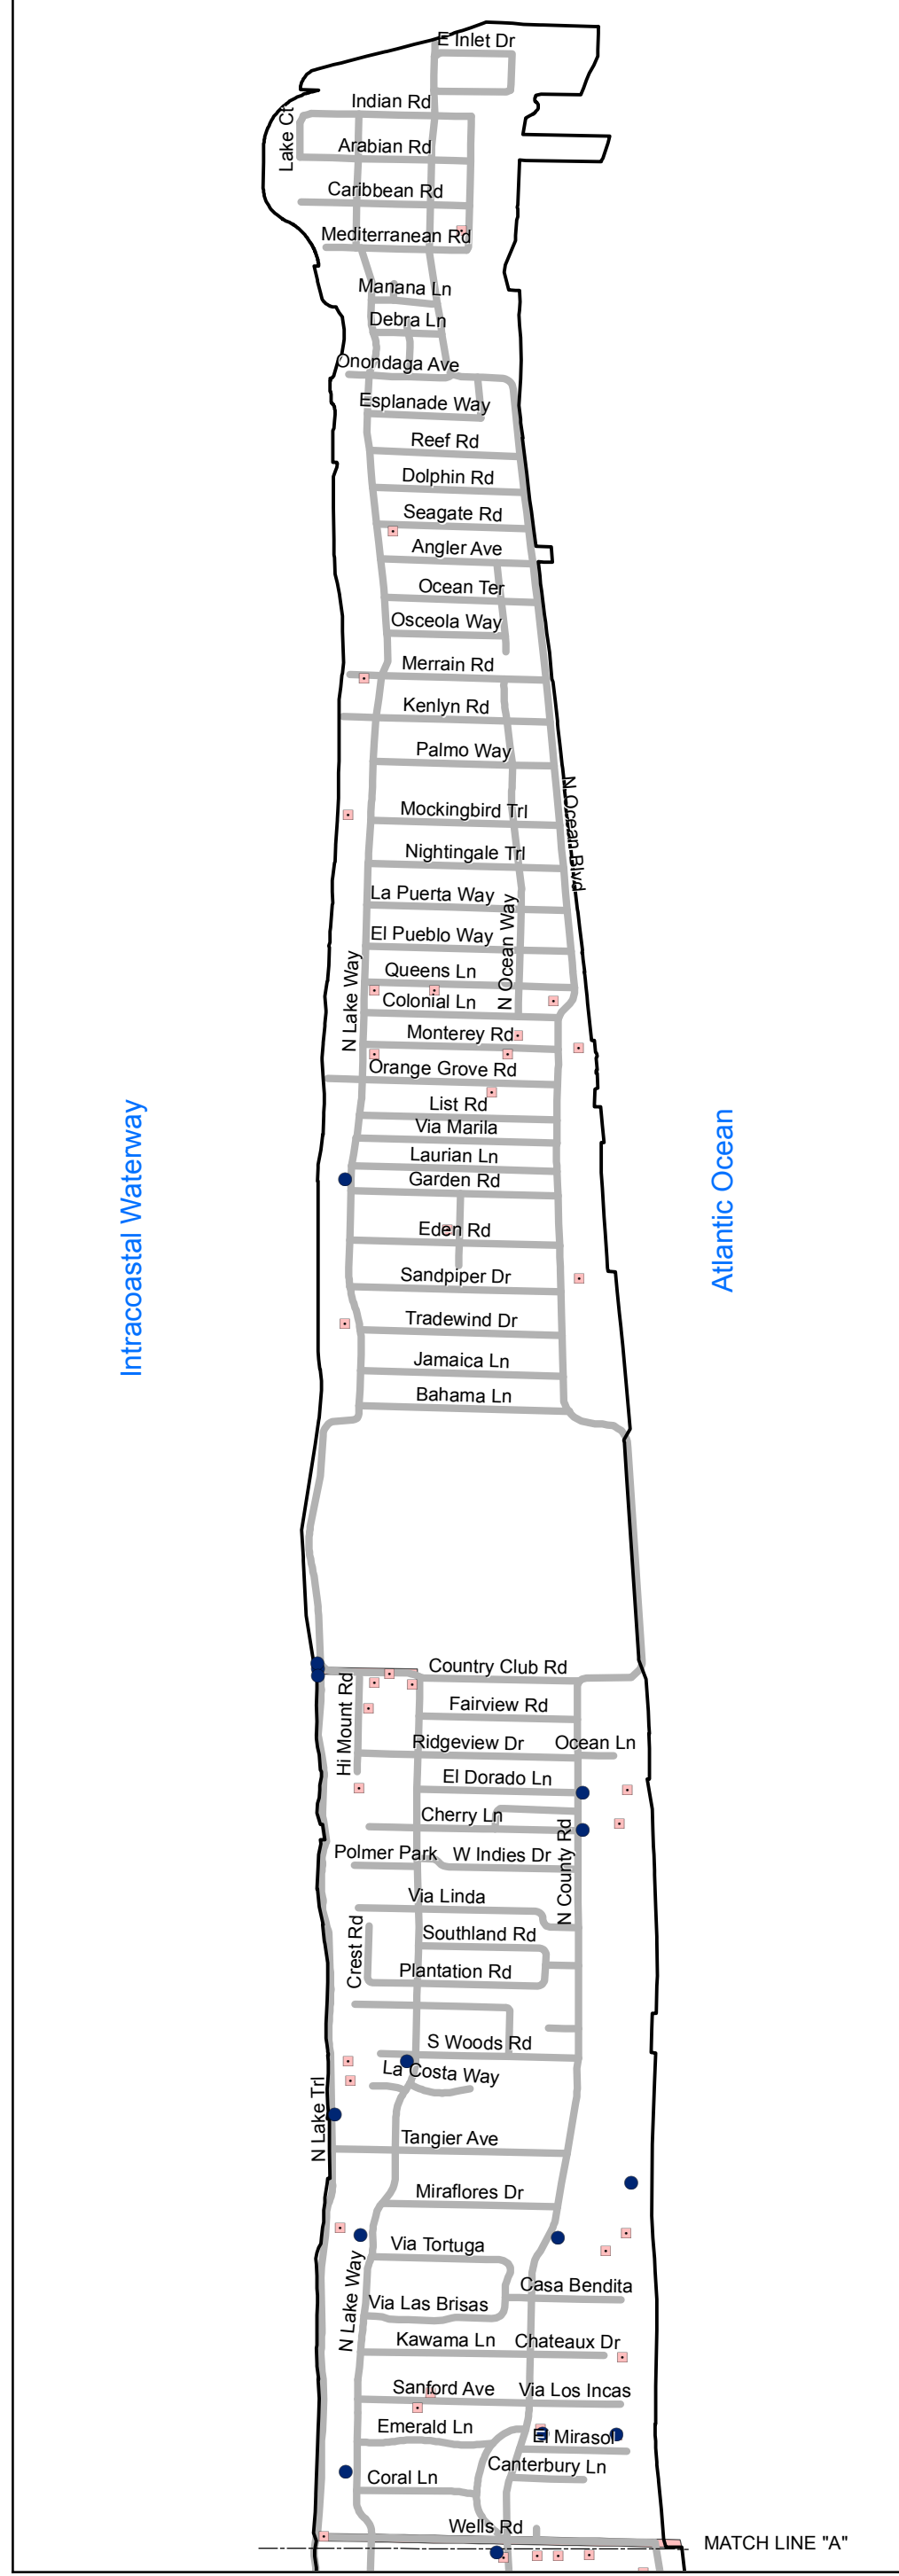 E Inlet Dr
Indian Rd
Lake Ct
Arabian Rd
Caribbean Rd
Mediterranean Rd
Manana Ln
Debra Ln
Onondaga Ave
Esplanade Way
Reef Rd
Dolphin Rd
Seagate Rd
Angler Ave
Ocean Ter
Osceola Way
Merrain Rd
Kenlyn Rd
Palmo Way
N Ocean Blvd
Mockingbird Trl
Nightingale Trl
La Puerta Way
N Ocean Way
El Pueblo Way
N Lake Way
Queens Ln
Colonial Ln
Monterey Rd
Orange Grove Rd
List Rd
Via Marila
Intracoastal Waterway
Atlantic Ocean
Laurian Ln
Garden Rd
Eden Rd
Sandpiper Dr
Tradewind Dr
Jamaica Ln
Bahama Ln
Country Club Rd
Hi Mount Rd
Fairview Rd
Ridgeview Dr
Ocean Ln
El Dorado Ln
Cherry Ln
N County Rd
Polmer Park
W Indies Dr
Via Linda
Crest Rd
Southland Rd
Plantation Rd
S Woods Rd
La Costa Way
N Lake Trl
Tangier Ave
Miraflores Dr
Via Tortuga
N Lake Way
Casa Bendita
Via Las Brisas
Kawama Ln
Chateaux Dr
Sanford Ave
Via Los Incas
Emerald Ln
El Mirasol
Canterbury Ln
Coral Ln
Wells Rd
MATCH LINE "A"